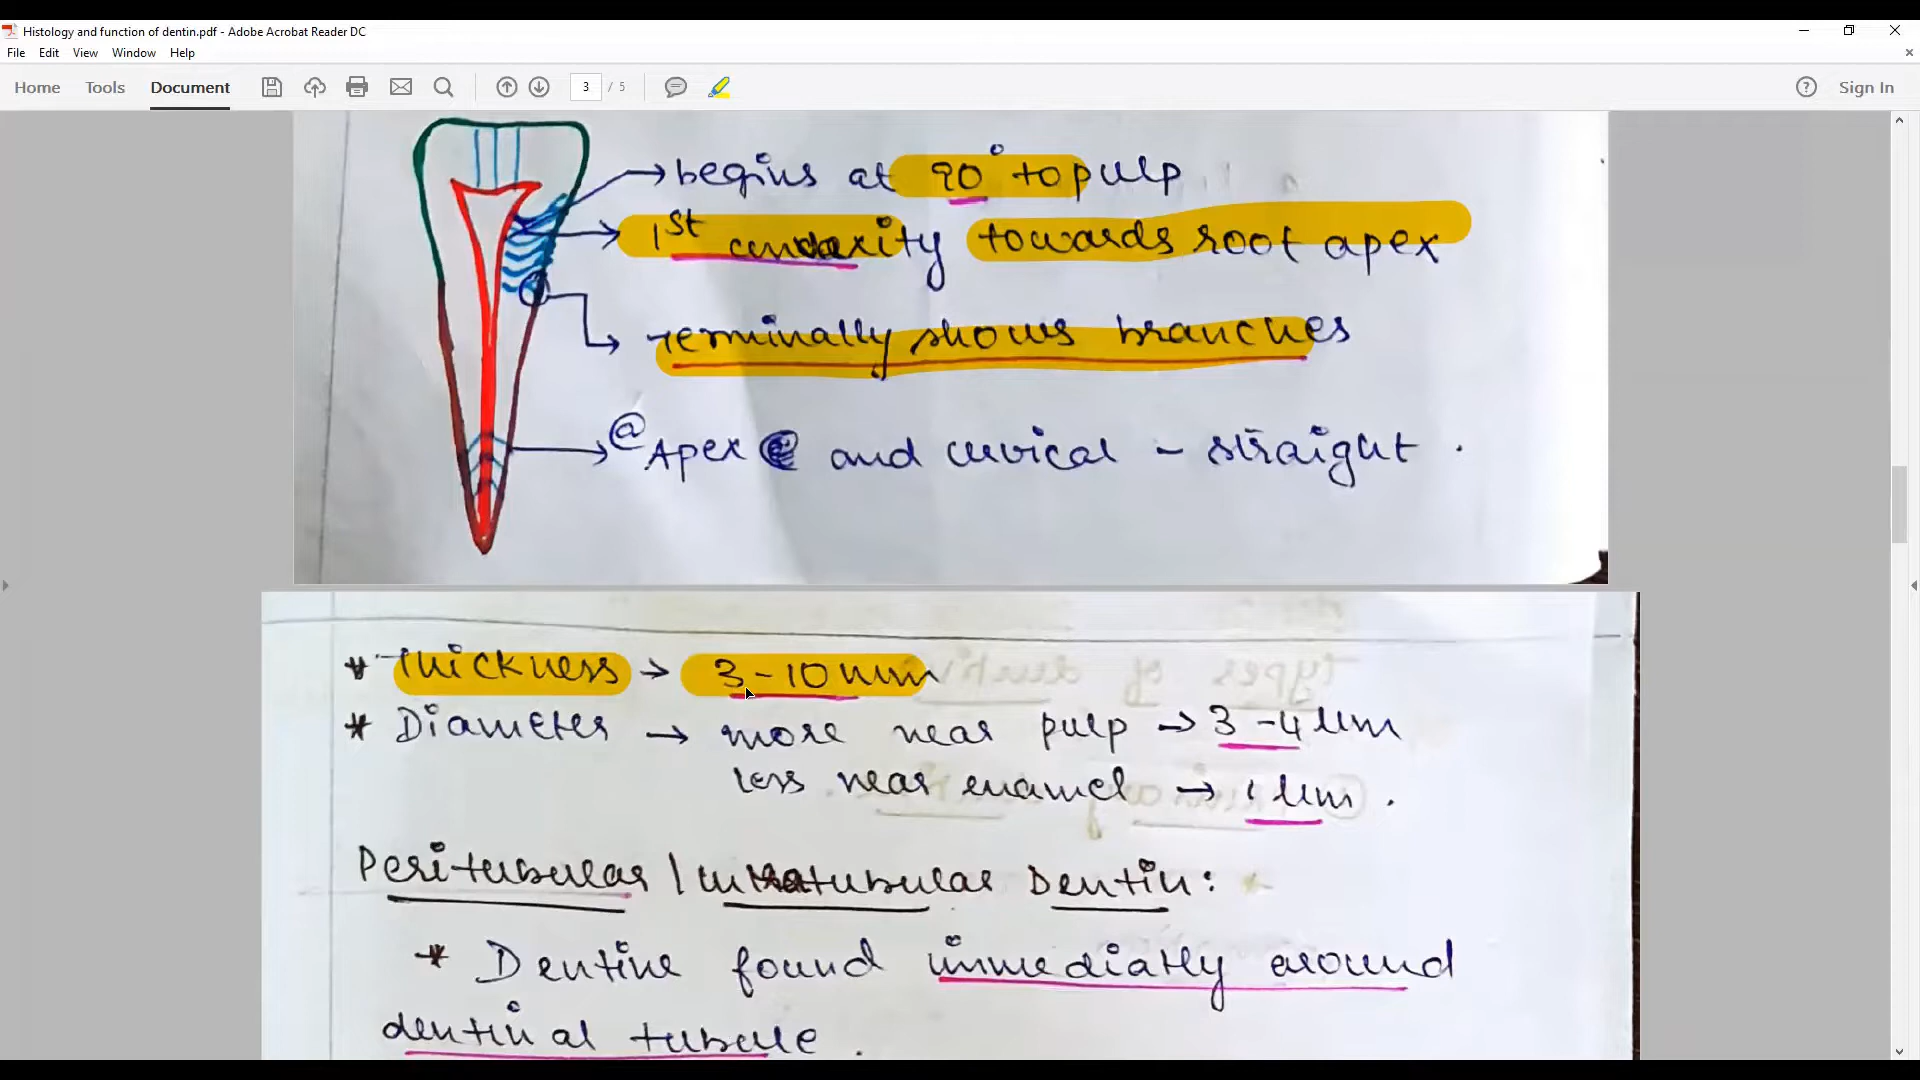 Histology and function of dentin.pdf - Adobe Acrobat Reader DC
File Edit View Window Help
Home Tools Document 3 / 5 Sign In
begins at 90° to pulp
1st convexity towards root apex
Terminally shows branches
@ Apex and cervical - straight .
* Thickness → 3-10 mm
* Diameter → more near pulp → 3-4 µm
less near enamel → 1 µm .
Peritubular / Intratubular Dentin:
* Dentine found immediatly around
dentinal tubule .